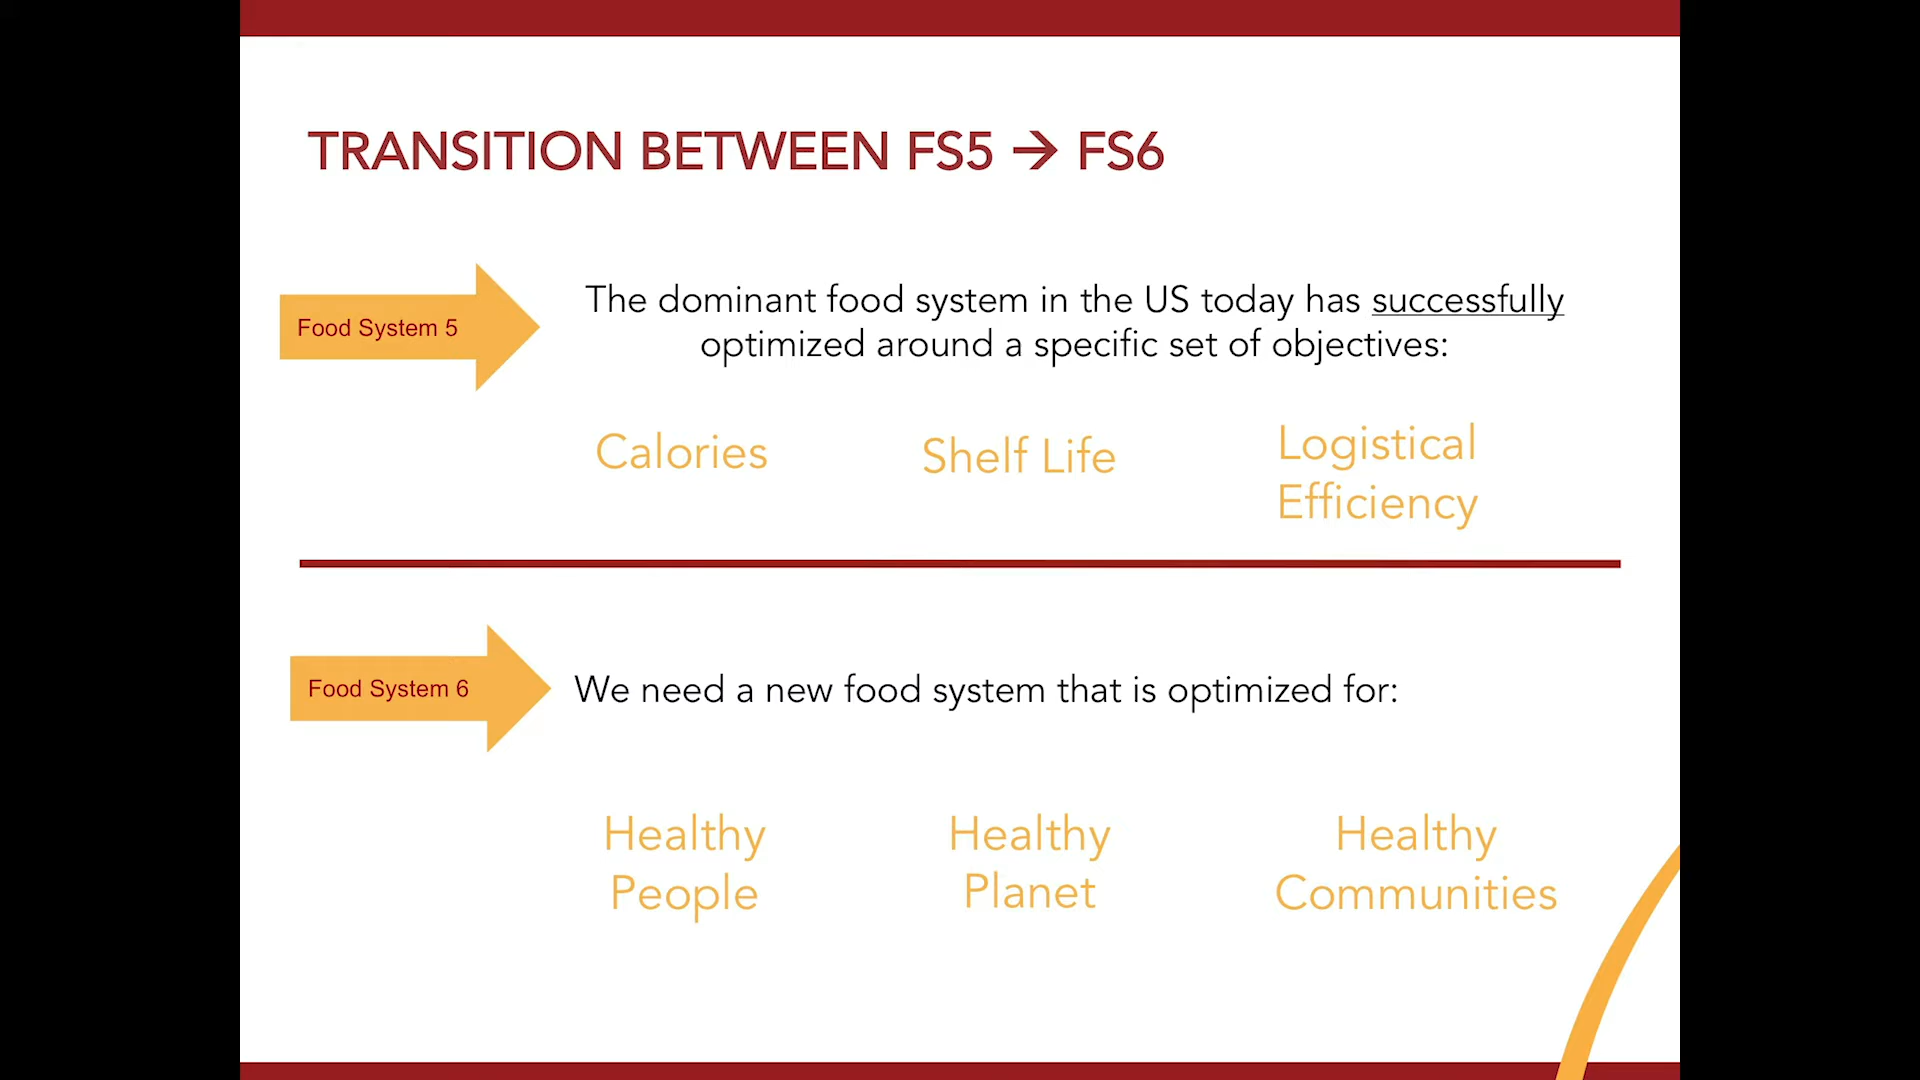 TRANSITION BETWEEN FS5 → FS6
Food System 5
The dominant food system in the US today has successfully
optimized around a specific set of objectives:
Calories
Shelf Life
Logistical
Efficiency
Food System 6
We need a new food system that is optimized for:
Healthy
People
Healthy
Planet
Healthy
Communities